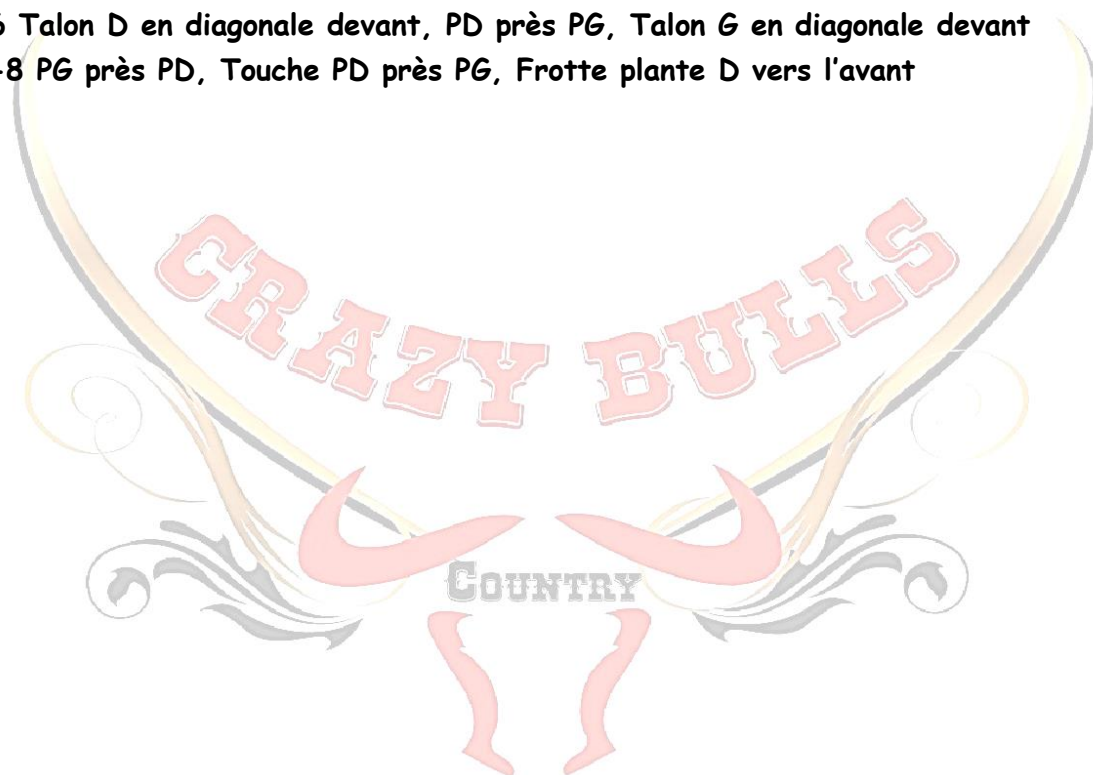 6 Talon D en diagonale devant, PD près PG, Talon G en diagonale devant
-8 PG près PD, Touche PD près PG, Frotte plante D vers l'avant
CRAZY BULLS
COUNTRY